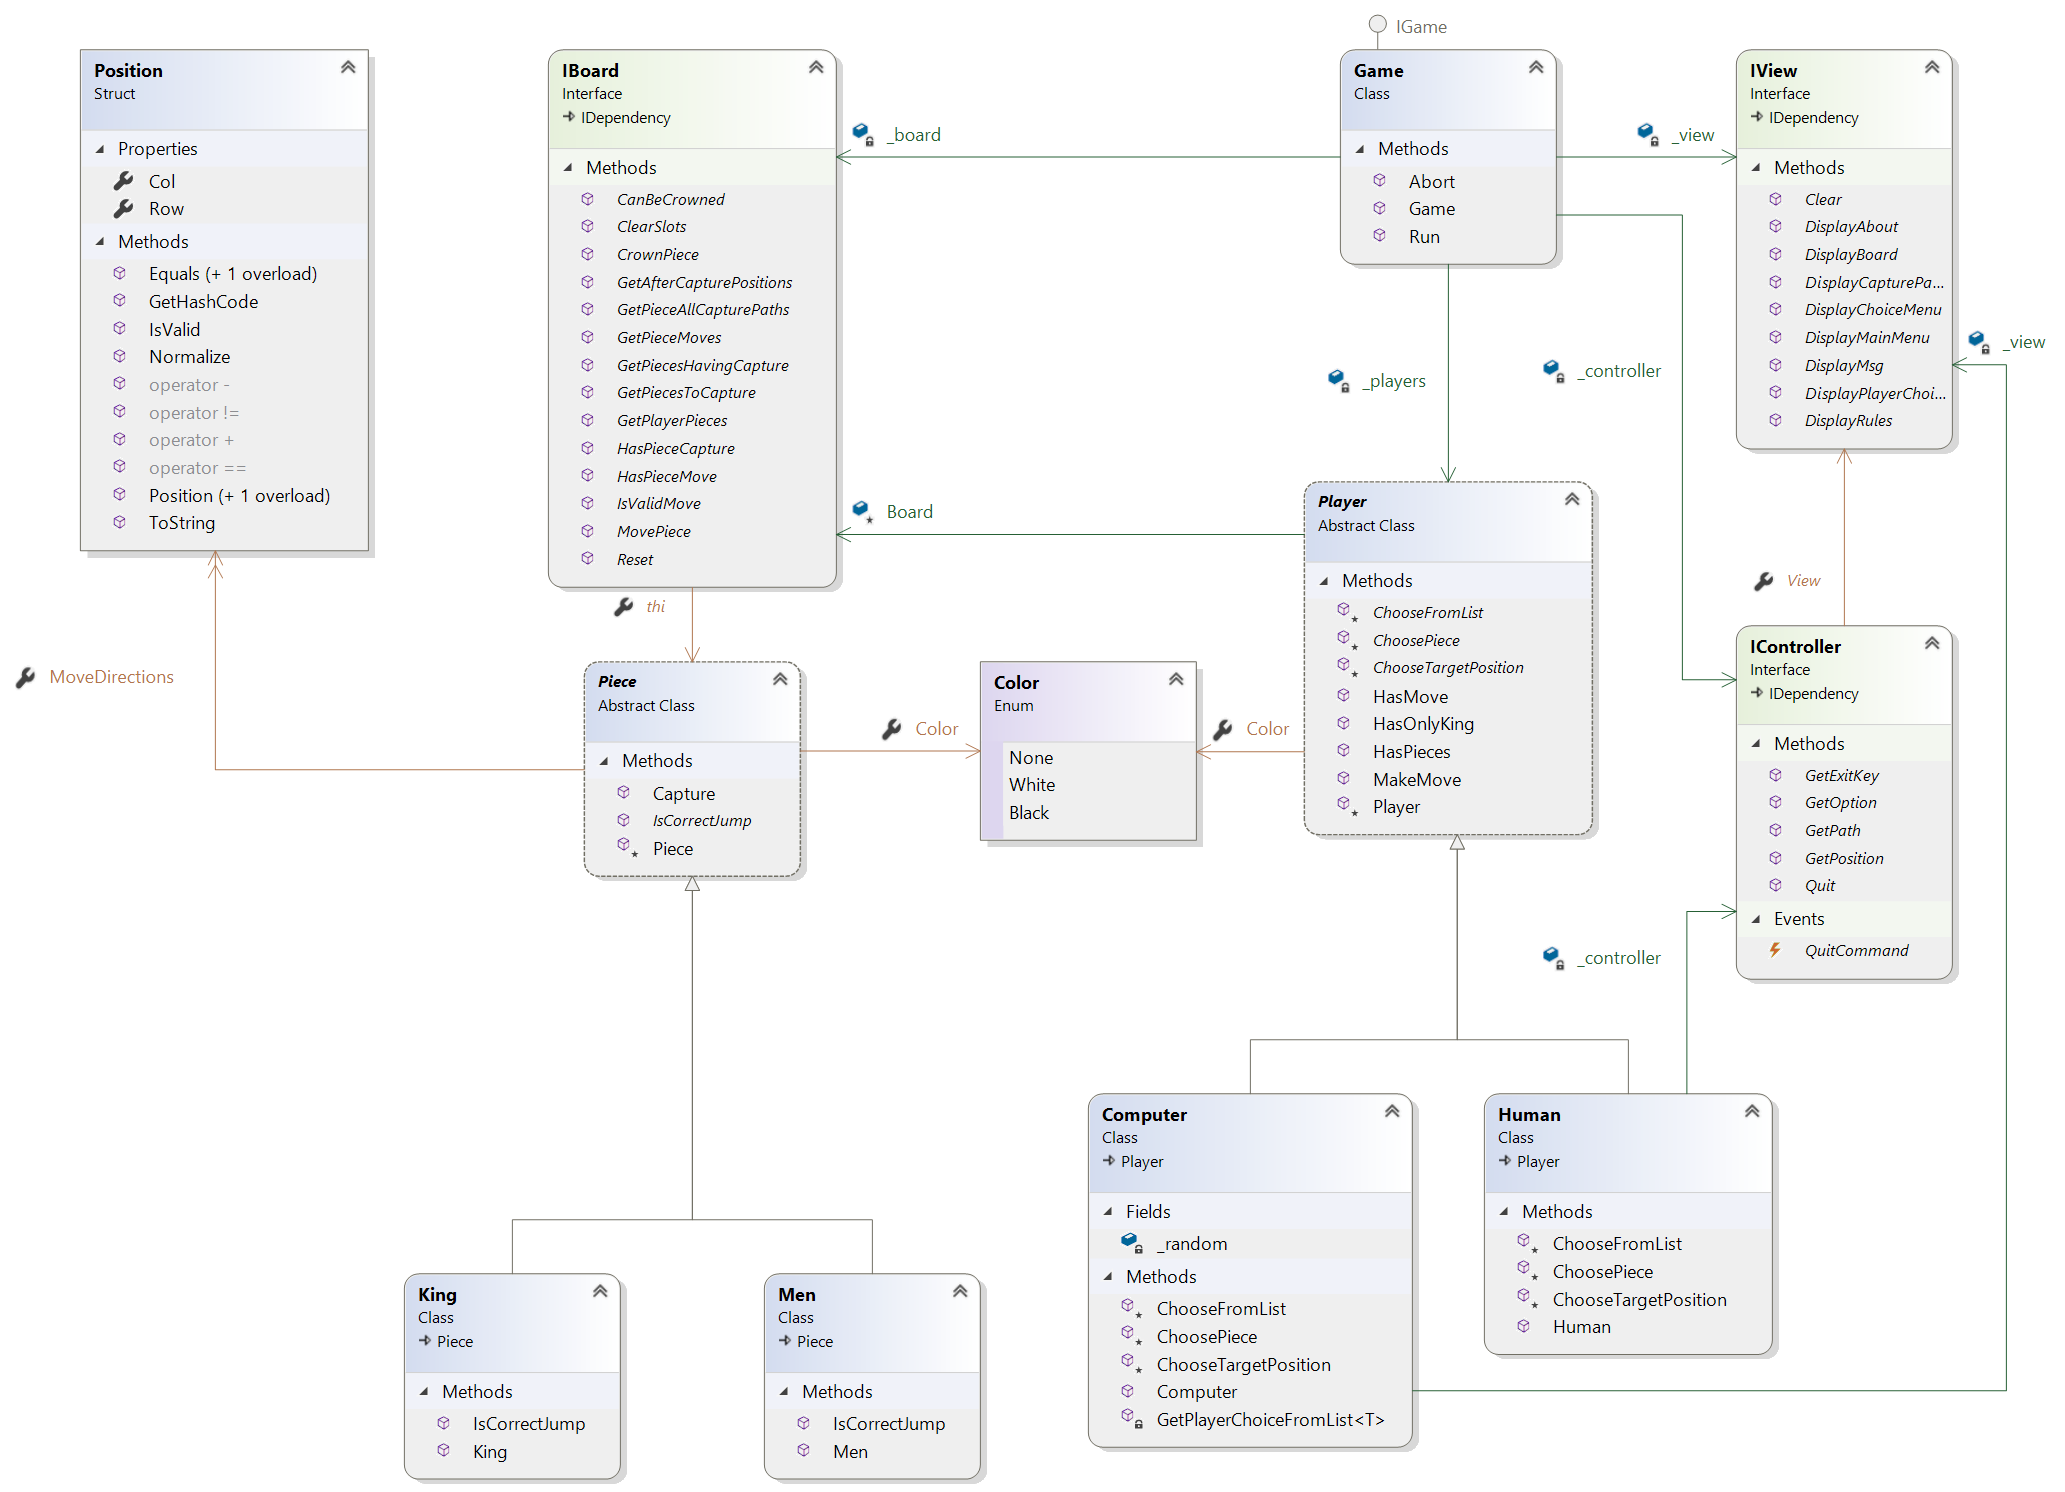 IGame
Position
Struct
Properties
Col
Row
Methods
Equals (+ 1 overload)
GetHashCode
IsValid
Normalize
operator -
operator !=
operator +
operator ==
Position (+ 1 overload)
ToString
IBoard
Interface
IDependency
Methods
CanBeCrowned
ClearSlots
CrownPiece
GetAfterCapturePositions
GetPieceAllCapturePaths
GetPieceMoves
GetPiecesHavingCapture
GetPiecesToCapture
GetPlayerPieces
HasPieceCapture
HasPieceMove
IsValidMove
MovePiece
Reset
_board
Game
Class
Methods
Abort
Game
Run
_view
IView
Interface
IDependency
Methods
Clear
DisplayAbout
DisplayBoard
DisplayCapturePa...
DisplayChoiceMenu
DisplayMainMenu
DisplayMsg
DisplayPlayerChoi...
DisplayRules
_view
_players
_controller
Board
Player
Abstract Class
Methods
ChooseFromList
ChoosePiece
ChooseTargetPosition
HasMove
HasOnlyKing
HasPieces
MakeMove
Player
View
thi
MoveDirections
Piece
Abstract Class
Methods
Capture
IsCorrectJump
Piece
Color
Color
Enum
None
White
Black
Color
IController
Interface
IDependency
Methods
GetExitKey
GetOption
GetPath
GetPosition
Quit
Events
QuitCommand
_controller
Computer
Class
Player
Fields
_random
Methods
ChooseFromList
ChoosePiece
ChooseTargetPosition
Computer
GetPlayerChoiceFromList<T>
Human
Class
Player
Methods
ChooseFromList
ChoosePiece
ChooseTargetPosition
Human
King
Class
Piece
Methods
IsCorrectJump
King
Men
Class
Piece
Methods
IsCorrectJump
Men